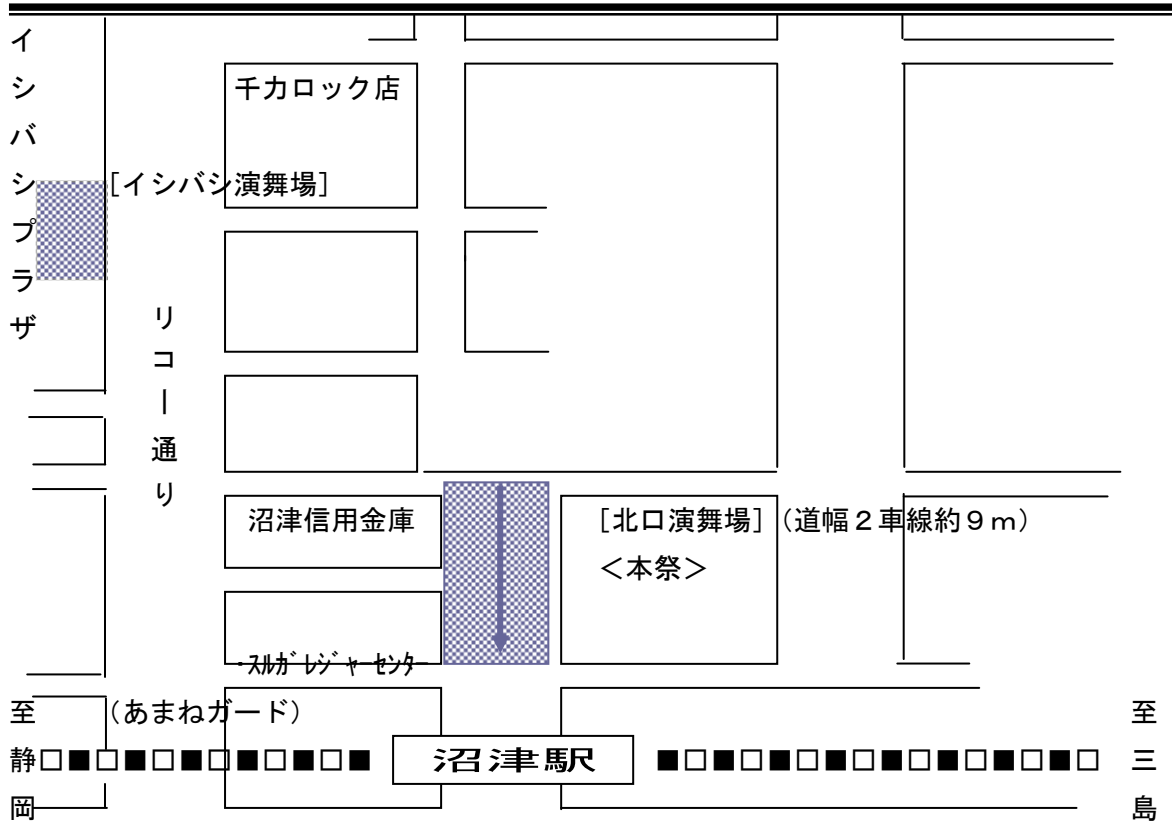 イシバシプラザ
千カロック店
[イシバシ演舞場]
リコー通り
沼津信用金庫
[北口演舞場](道幅２車線約９ｍ)
＜本祭＞
・ｽﾙｶﾞﾚｼﾞｬｰｾﾝﾀｰ
(あまねガード)
至静岡
沼津駅
至三島